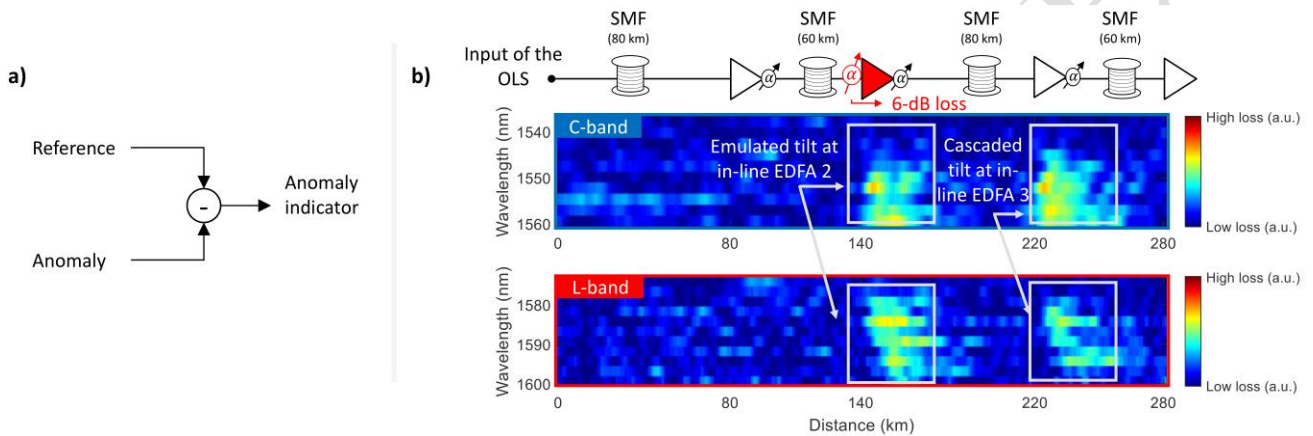 a)
Reference
-
Anomaly
indicator
Anomaly
b)
SMF
(80 km)
SMF
(60 km)
SMF
(80 km)
SMF
(60 km)
Input of the
OLS
α
α
α
α
6-dB loss
C-band
Wavelength (nm)
1540
1550
1560
Emulated tilt at
in-line EDFA 2
Cascaded
tilt at in-
line EDFA 3
0
80
140
220
280
High loss (a.u.)
Low loss (a.u.)
L-band
Wavelength (nm)
1580
1590
1600
0
80
140
220
280
Distance (km)
High loss (a.u.)
Low loss (a.u.)